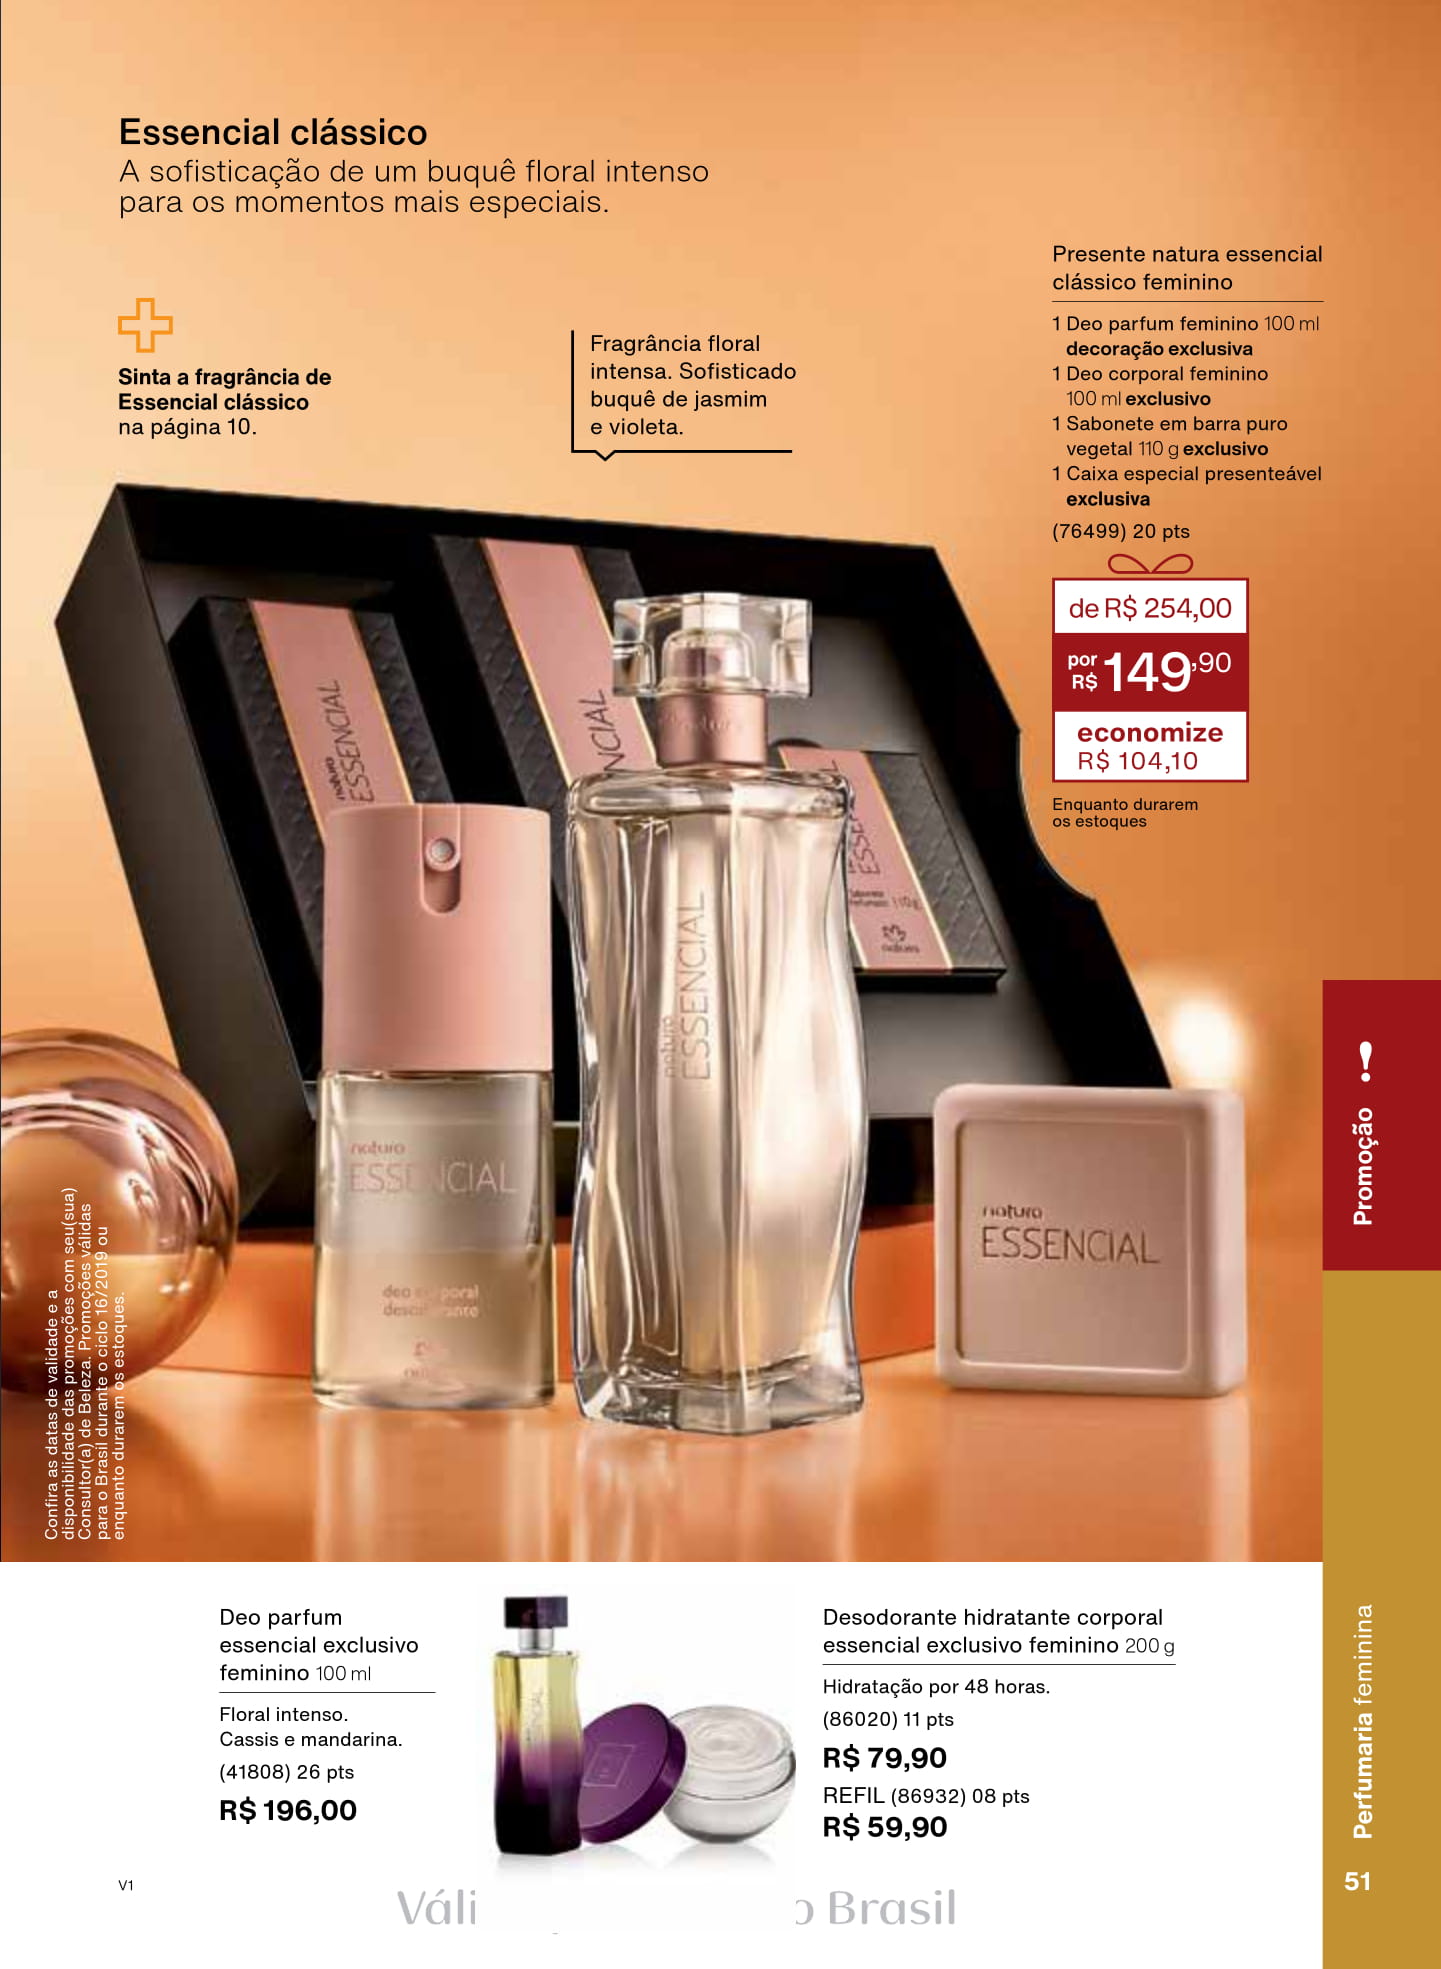 Essencial clássico
A sofisticação de um buquê floral intenso
para os momentos mais especiais.
Sinta a fragrância de
Essencial clássico
na página 10.
Fragrância floral
intensa. Sofisticado
buquê de jasmim
e violeta.
Presente natura essencial
clássico feminino
1 Deo parfum feminino 100 ml
decoração exclusiva
1 Deo corporal feminino
100 ml exclusivo
1 Sabonete em barra puro
vegetal 110 g exclusivo
1 Caixa especial presenteável
exclusiva
(76499) 20 pts
de R$ 254,00
por
R$ 149,90
economize
R$ 104,10
Enquanto durarem
os estoques
natura
ESSENCIAL
ENCIAL
ESSE
110g
natura
natura
ESSENCIAL
natura
ESSENCIAL
deo corporal
desodorante
natura
ESSENCIAL
Confira as datas de validade e a
disponibilidade das promoções com seu(sua)
Consultor(a) de Beleza. Promoções válidas
para o Brasil durante o ciclo 16/2019 ou
enquanto durarem os estoques.
Promoção
Perfumaria feminina
51
Deo parfum
essencial exclusivo
feminino 100 ml
Floral intenso.
Cassis e mandarina.
(41808) 26 pts
R$ 196,00
ESSENCIAL
Desodorante hidratante corporal
essencial exclusivo feminino 200 g
Hidratação por 48 horas.
(86020) 11 pts
R$ 79,90
REFIL (86932) 08 pts
R$ 59,90
V1
Váli o Brasil